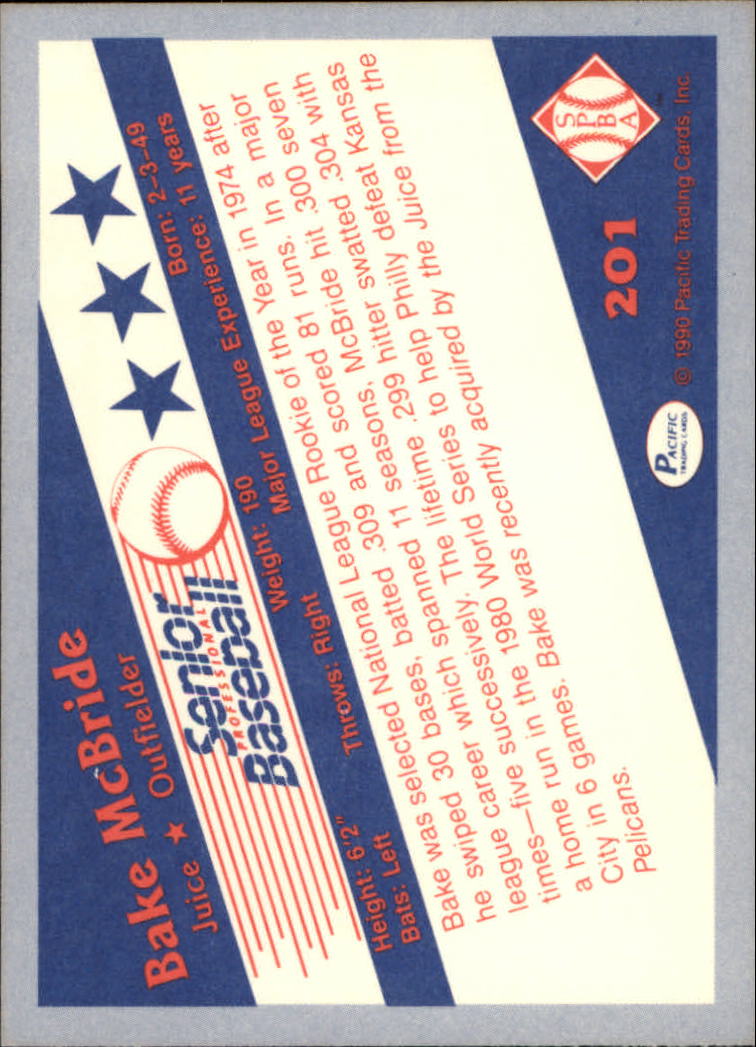 Bake McBride
Juice ★ Outfielder
Senior
PROFESSIONAL
Baseball
Height: 6'2" Weight: 190 Born: 2-3-49
Bats: Left Throws: Right Major League Experience: 11 years
Bake was selected National League Rookie of the Year in 1974 after
he swiped 30 bases, batted .309 and scored 81 runs. In a major
league career which spanned 11 seasons, McBride hit .300 seven
times—five successively. The lifetime .299 hitter swatted .304 with
a home run in the 1980 World Series to help Philly defeat Kansas
City in 6 games. Bake was recently acquired by the Juice from the
Pelicans.
PACIFIC
TRADING CARDS
201
SPBA
© 1990 Pacific Trading Cards, Inc.